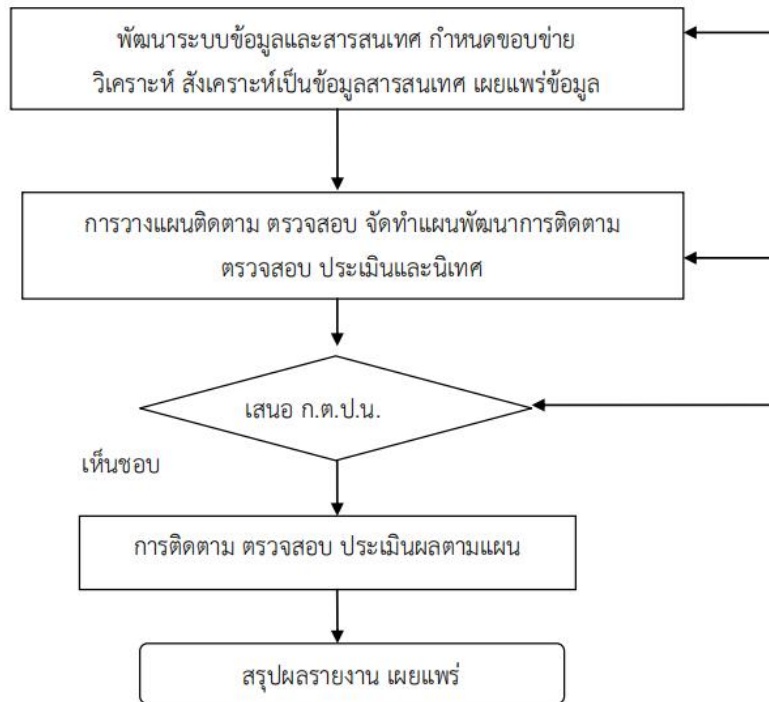 พัฒนาระบบข้อมูลและสารสนเทศ กำหนดขอบข่าย
วิเคราะห์ สังเคราะห์เป็นข้อมูลสารสนเทศ เผยแพร่ข้อมูล
การวางแผนติดตาม ตรวจสอบ จัดทำแผนพัฒนาการติดตาม
ตรวจสอบ ประเมินและนิเทศ
เสนอ ก.ต.ป.น.
เห็นชอบ
การติดตาม ตรวจสอบ ประเมินผลตามแผน
สรุปผลรายงาน เผยแพร่